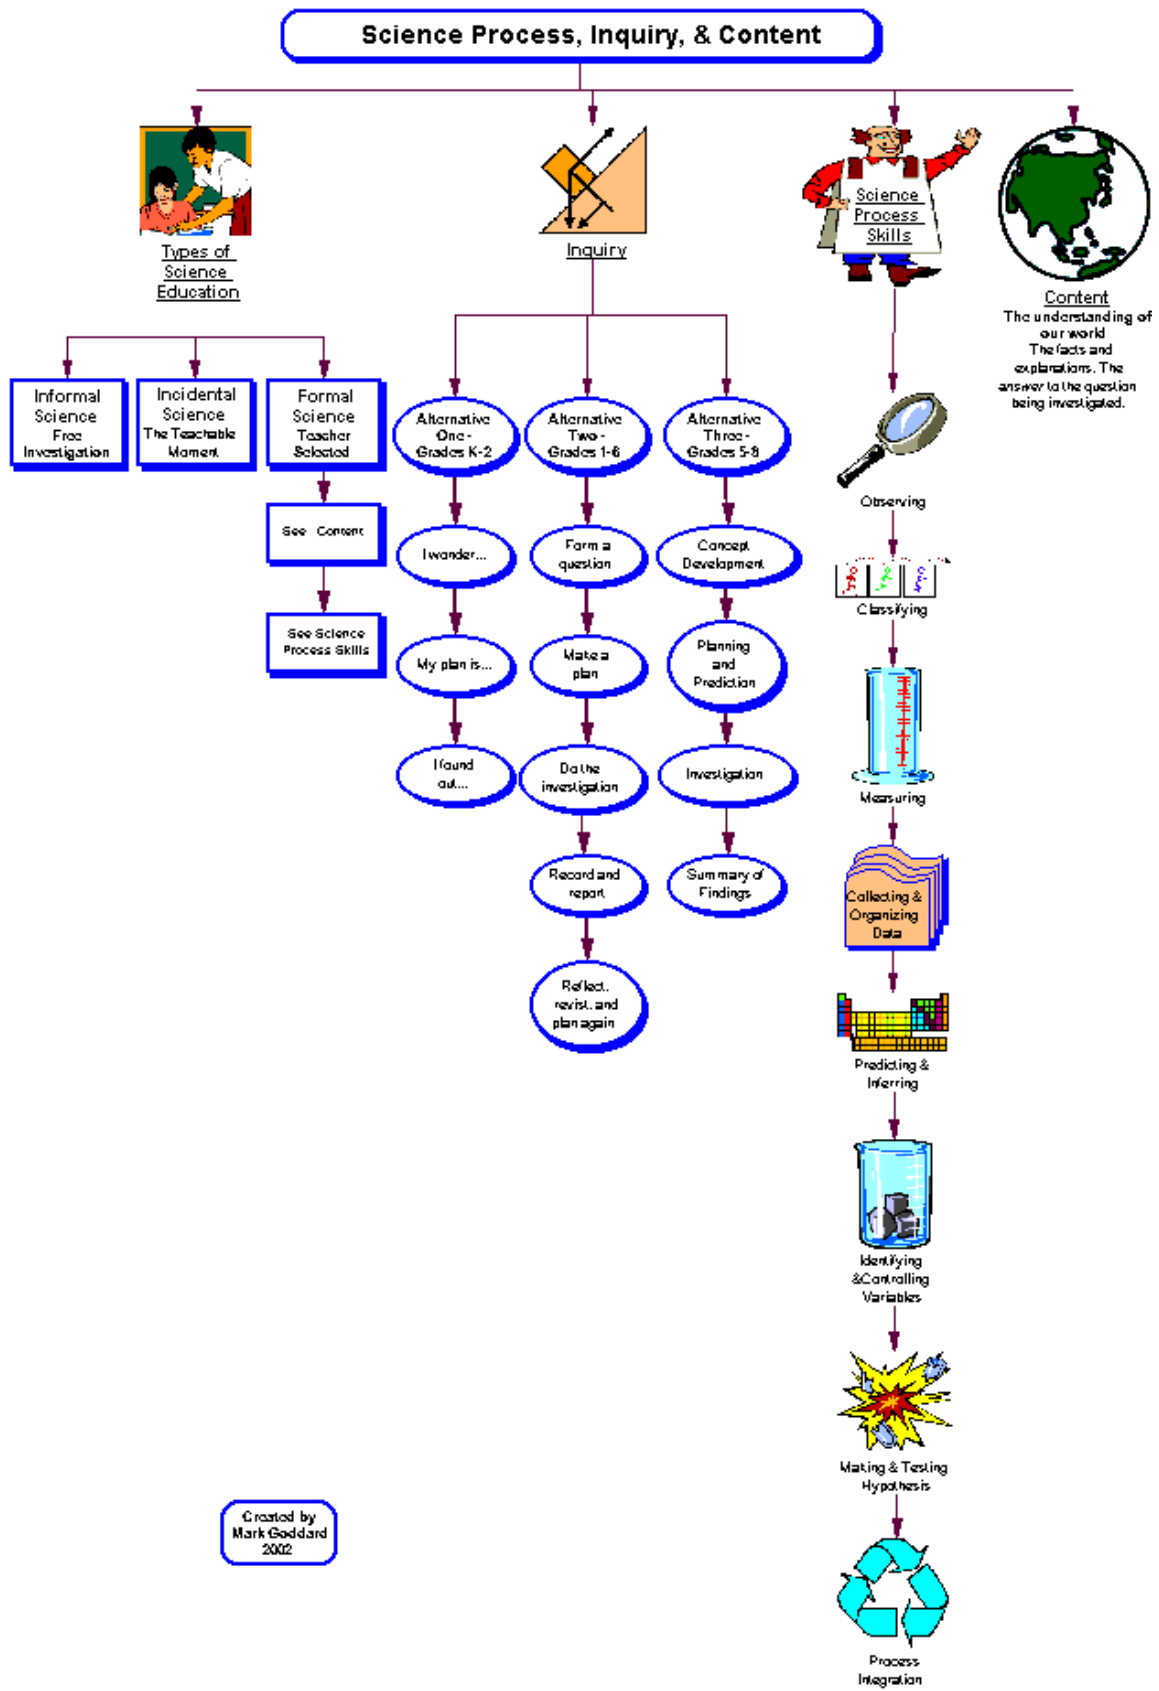 Science Process, Inquiry, & Content
Types of
Science
Education
Inquiry
Science
Process
Skills
Content
The understanding of
our world
The facts and
explanations. The
answer to the question
being investigated.
Informal
Science
Free
Investigation
Incidental
Science
The Teachable
Moment
Formal
Science
Teacher
Selected
See Content
See Science
Process Skills
Alternative
One -
Grades K-2
I wonder...
My plan is...
I found
out...
Alternative
Two -
Grades 1-6
Form a
question
Make a
plan
Do the
investigation
Record and
report
Reflect,
revist, and
plan again
Alternative
Three -
Grades 5-8
Concept
Development
Planning
and
Prediction
Investigation
Summary of
Findings
Observing
Classifying
Measuring
Collecting &
Organizing
Data
Predicting &
Inferring
Identifying
&Controlling
Variables
Making & Testing
Hypothesis
Process
Integration
Created by
Mark Goddard
2002